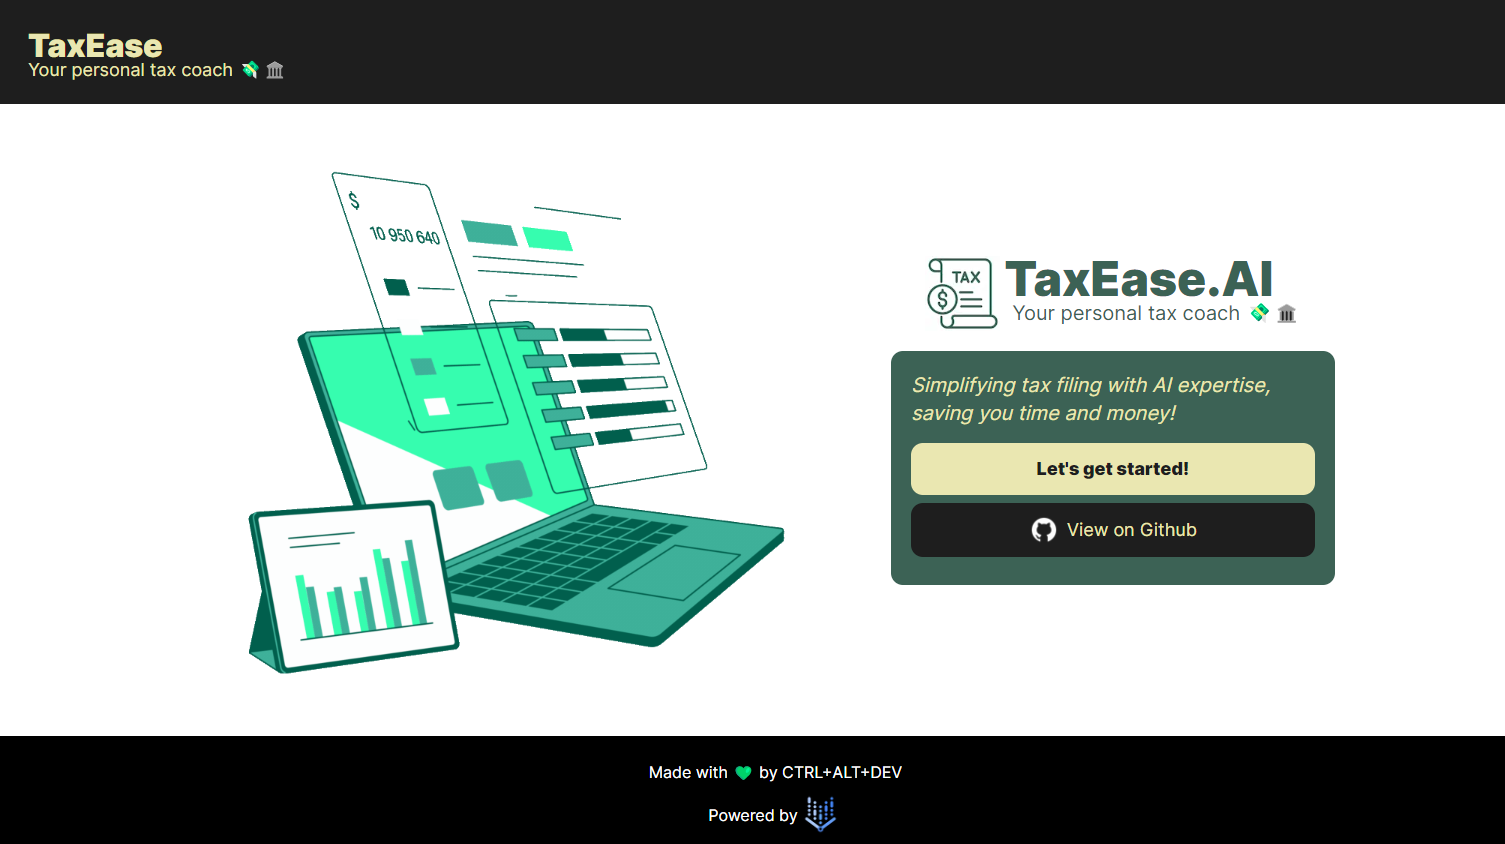 TaxEase
Your personal tax coach 💸 🏛️
$
10 950 640
TAX
$
TaxEase.AI
Your personal tax coach 💸 🏛️
Simplifying tax filing with AI expertise,
saving you time and money!
Let's get started!
View on Github
Made with 💚 by CTRL+ALT+DEV
Powered by